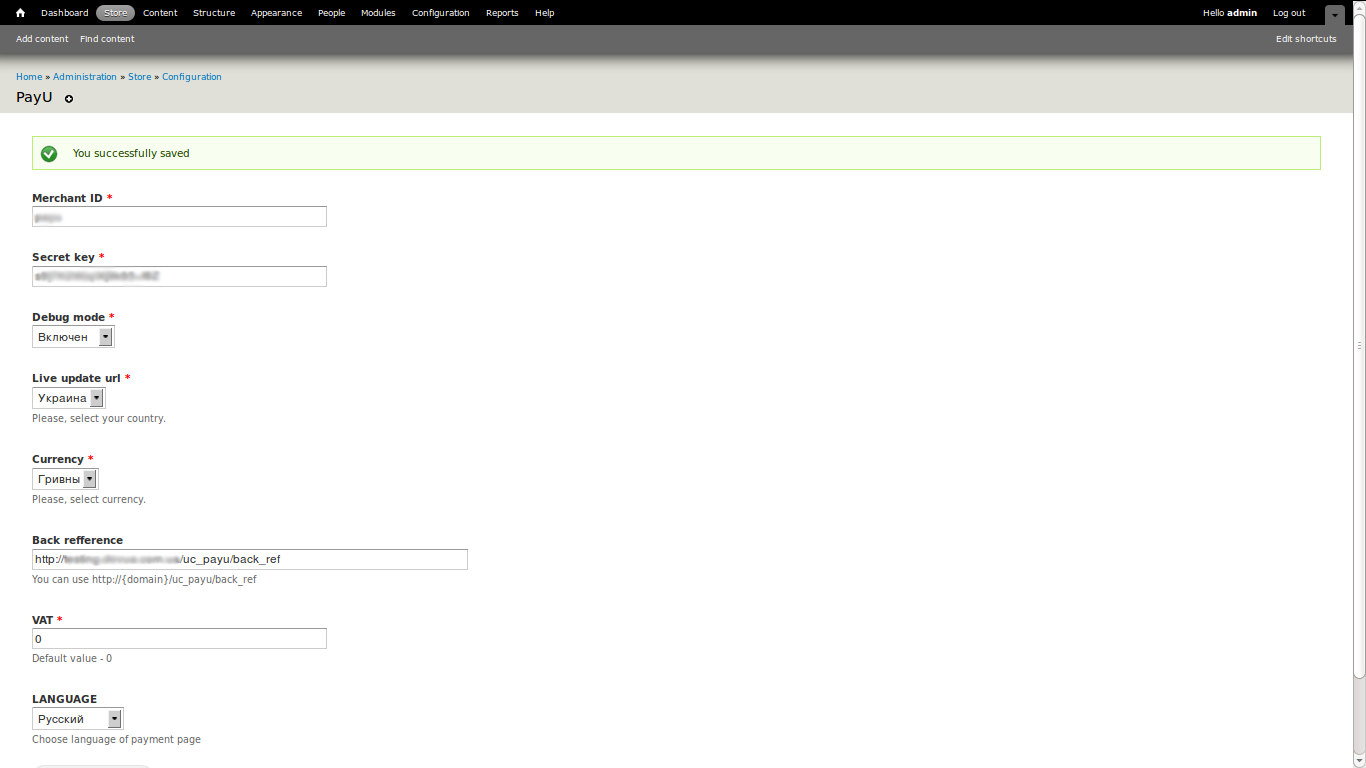 Dashboard Store Content Structure Appearance People Modules Configuration Reports Help Hello admin Log out
Add content Find content Edit shortcuts
Home » Administration » Store » Configuration
PayU
You successfully saved
Merchant ID *
Secret key *
Debug mode *
Включен
Live update url *
Украина
Please, select your country.
Currency *
Гривны
Please, select currency.
Back refference
http:// /uc_payu/back_ref
You can use http://{domain}/uc_payu/back_ref
VAT *
0
Default value - 0
LANGUAGE
Русский
Choose language of payment page